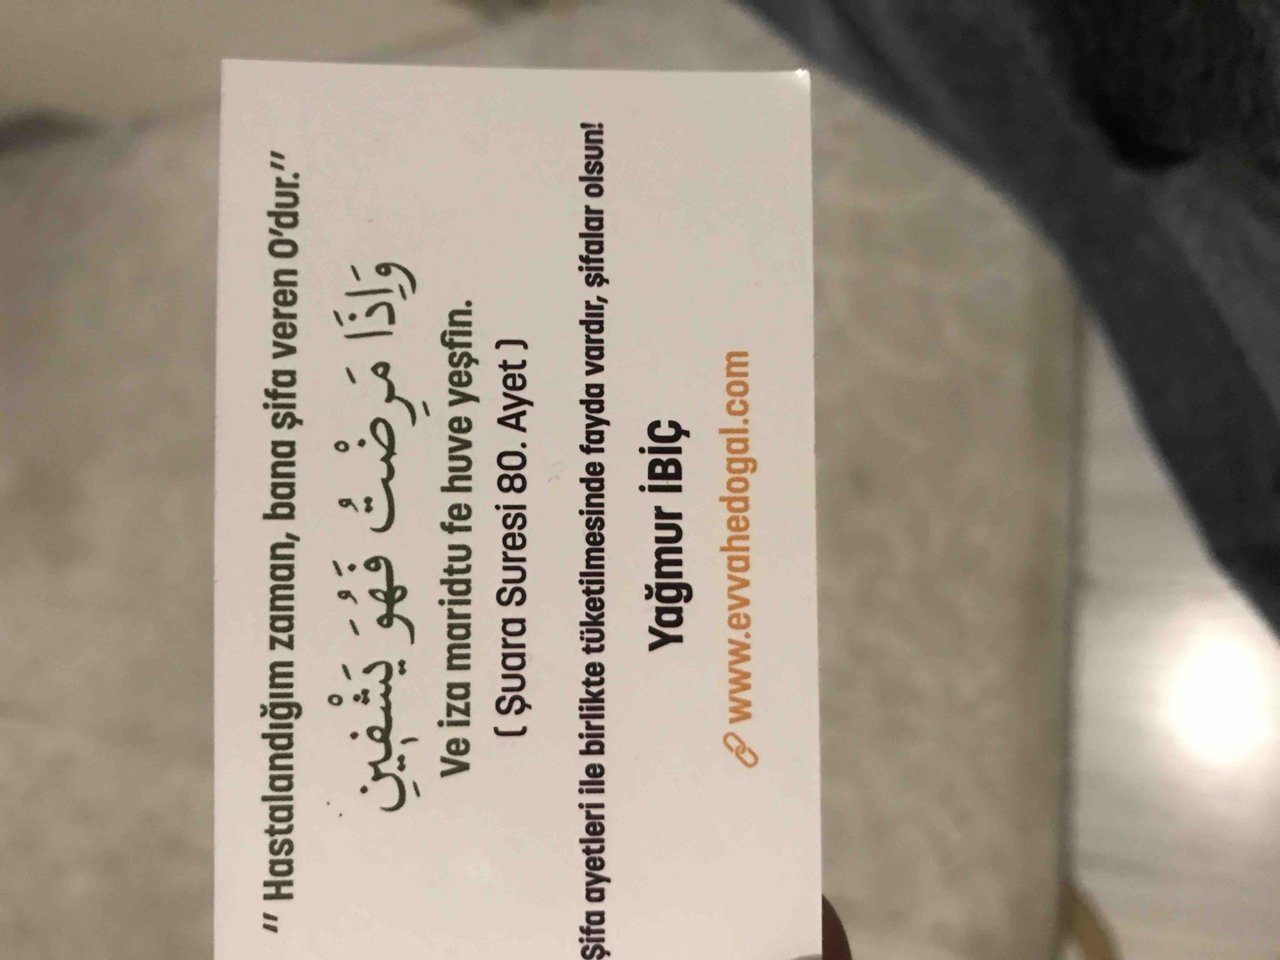 " Hastalandığım zaman, bana şifa veren O'dur."
وَاِذَا مَرِضْتُ فَهُوَ يَشْفٖينِ
Ve iza maridtu fe huve yeşfin.
( Şuara Suresi 80. Ayet )
Şifa ayetleri ile birlikte tüketilmesinde fayda vardır, şifalar olsun!
Yağmur İBİÇ
www.evvahedogal.com